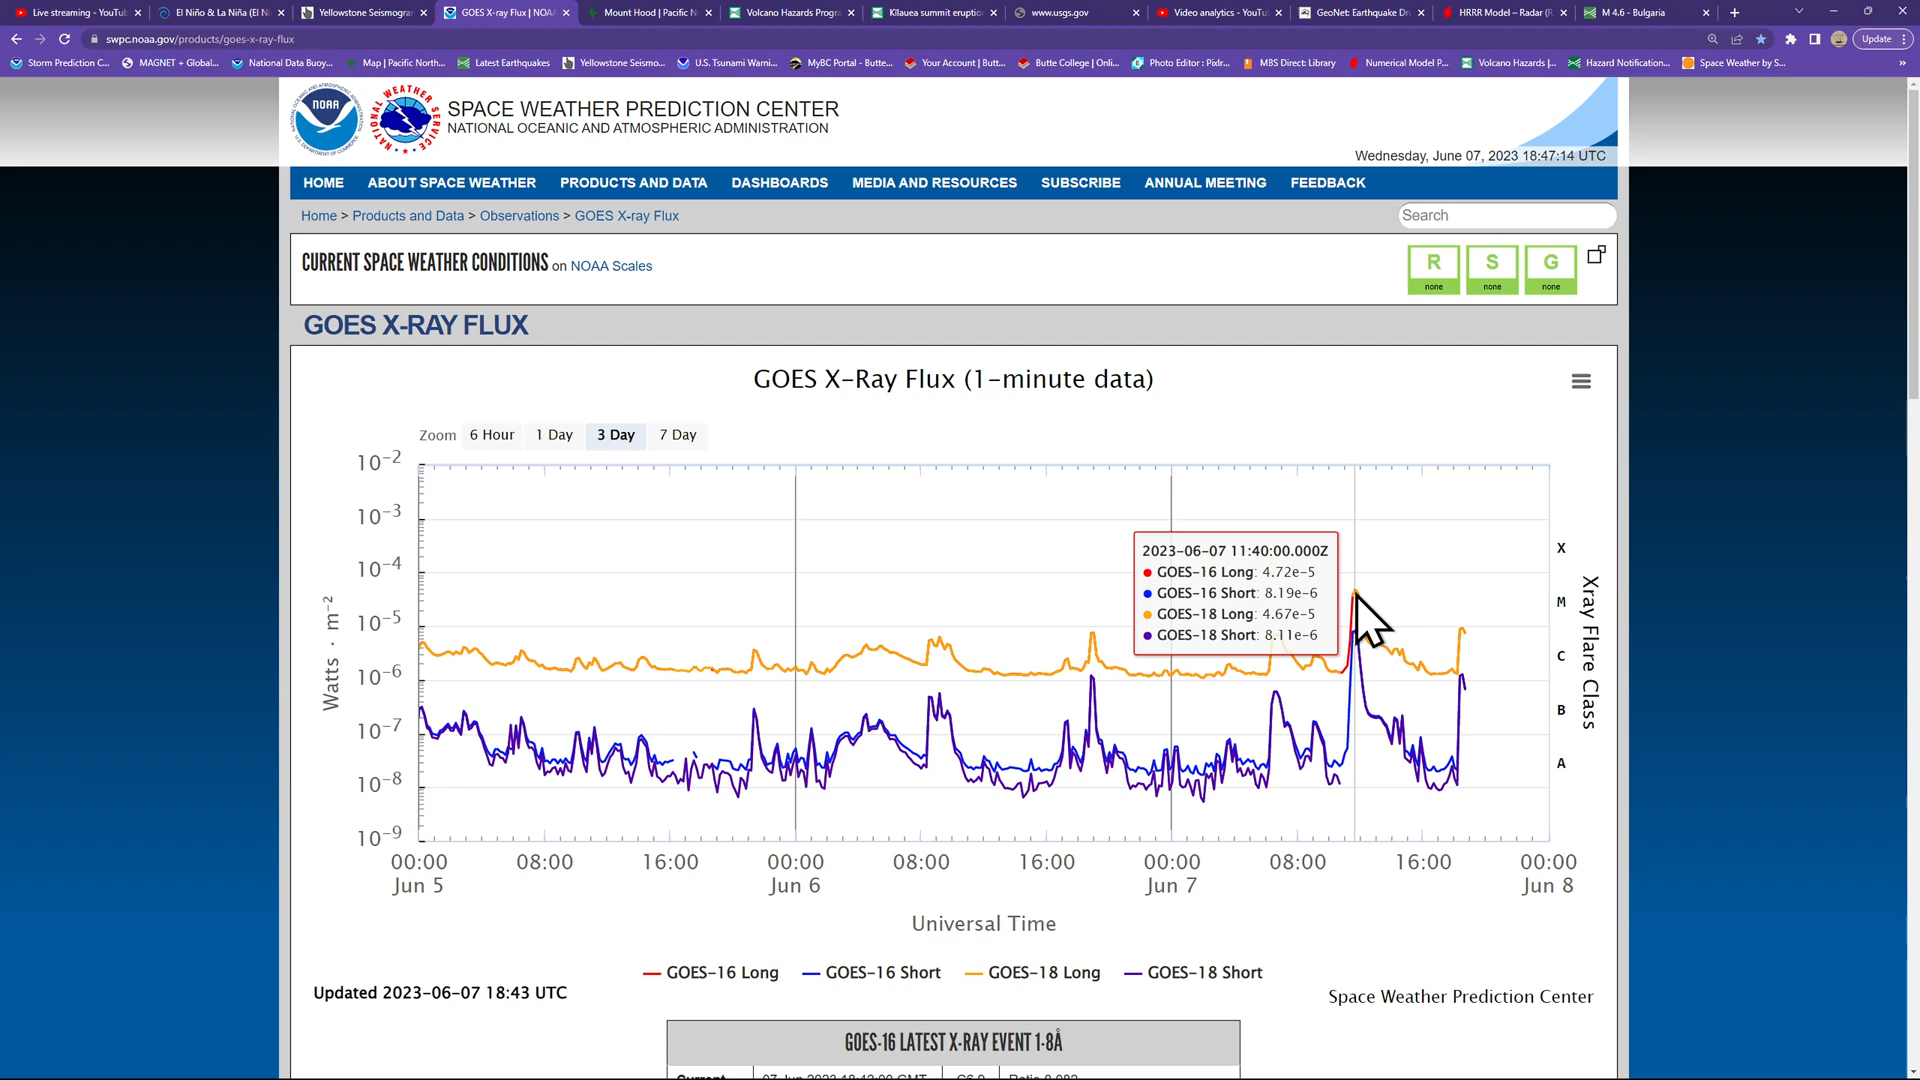 Live streaming - YouTub
El Niño & La Niña (El Ni
Yellowstone Seismogra
GOES X-ray Flux | NOAA
Mount Hood | Pacific N
Volcano Hazards Progra
Kīlauea summit eruptio
www.usgs.gov
Video analytics - YouTu
GeoNet: Earthquake Dru
HRRR Model – Radar (R
M 4.6 - Bulgaria
swpc.noaa.gov/products/goes-x-ray-flux
Update
Storm Prediction C...
MAGNET + Global...
National Data Buoy...
Map | Pacific North...
Latest Earthquakes
Yellowstone Seismo...
U.S. Tsunami Warni...
MyBC Portal - Butte...
Your Account | Butt...
Butte College | Onli...
Photo Editor : Pixlr...
MBS Direct: Library
Numerical Model P...
Volcano Hazards |...
Hazard Notification...
Space Weather by S...
NOAA
SPACE WEATHER PREDICTION CENTER
NATIONAL OCEANIC AND ATMOSPHERIC ADMINISTRATION
Wednesday, June 07, 2023 18:47:14 UTC
HOME ABOUT SPACE WEATHER PRODUCTS AND DATA DASHBOARDS MEDIA AND RESOURCES SUBSCRIBE ANNUAL MEETING FEEDBACK
Home > Products and Data > Observations > GOES X-ray Flux
Search
CURRENT SPACE WEATHER CONDITIONS on NOAA Scales
R S G
none none none
GOES X-RAY FLUX
GOES X-Ray Flux (1-minute data)
Zoom 6 Hour 1 Day 3 Day 7 Day
10⁻²
10⁻³
10⁻⁴
10⁻⁵
10⁻⁶
10⁻⁷
10⁻⁸
10⁻⁹
Watts · m⁻²
2023-06-07 11:40:00.000Z
GOES-16 Long: 4.72e-5
GOES-16 Short: 8.19e-6
GOES-18 Long: 4.67e-5
GOES-18 Short: 8.11e-6
X
M
C
B
A
Xray Flare Class
00:00 08:00 16:00 00:00 08:00 16:00 00:00 08:00 16:00 00:00
Jun 5 Jun 6 Jun 7 Jun 8
Universal Time
GOES-16 Long GOES-16 Short GOES-18 Long GOES-18 Short
Updated 2023-06-07 18:43 UTC
Space Weather Prediction Center
GOES-16 LATEST X-RAY EVENT 1-8Å